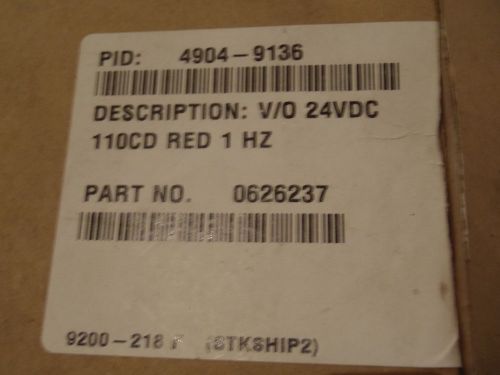 PID: 4904-9136
DESCRIPTION: V/O 24VDC
110CD RED 1 HZ
PART NO. 0626237
9200-218 (STKSHIP2)